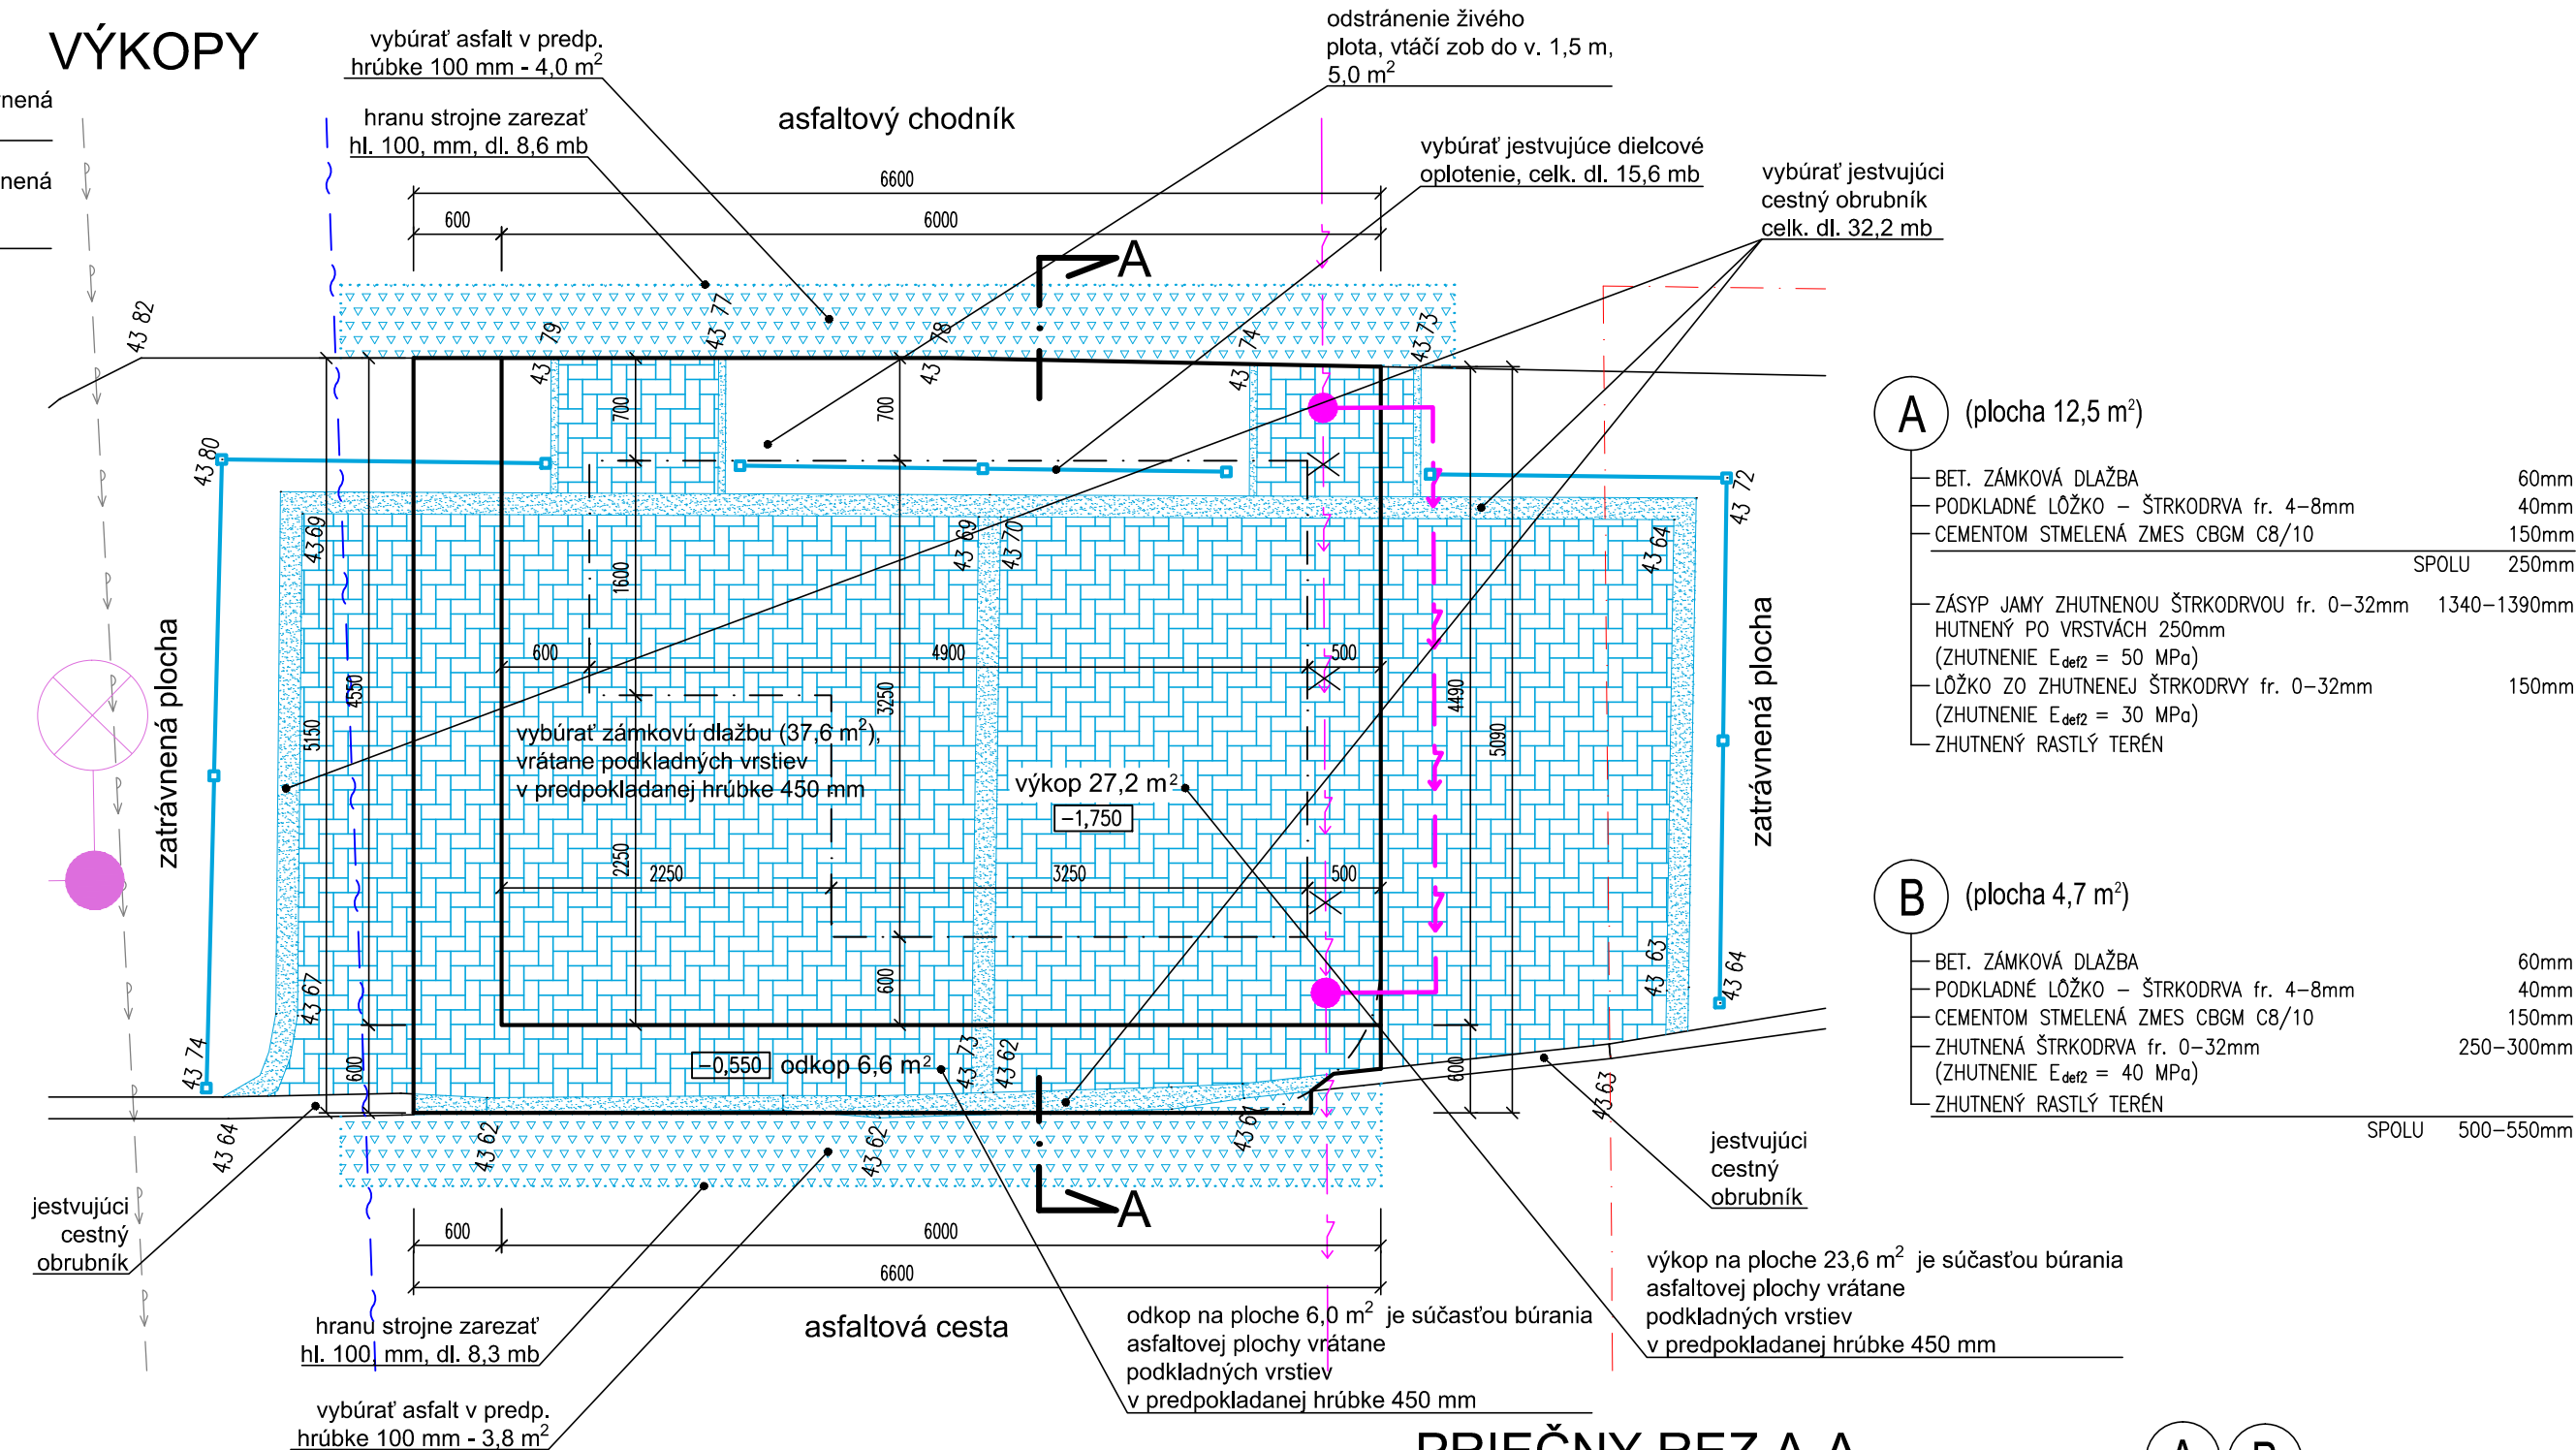 VÝKOPY
vybúrať asfalt v predp.
hrúbke 100 mm - 4,0 m²
hranu strojne zarezať
hl. 100, mm, dl. 8,6 mb
asfaltový chodník
odstránenie živého
plota, vtáčí zob do v. 1,5 m,
5,0 m²
vybúrať jestvujúce dielcové
oplotenie, celk. dl. 15,6 mb
vybúrať jestvujúci
cestný obrubník
celk. dl. 32,2 mb
6600
600
6000
A
43 82
43 79
43 77
43 78
43 74
43 73
43 80
43 72
700
700
43 69
43 69
43 70
43 64
1600
600
4900
500
4550
5150
3250
4490
5090
zatrávnená plocha
zatrávnená plocha
vybúrať zámkovú dlažbu (37,6 m²),
vrátane podkladných vrstiev
v predpokladanej hrúbke 450 mm
výkop 27,2 m²
-1,750
2250
2250
3250
500
600
43 67
43 63
43 64
43 74
600
-0,550
odkop 6,6 m²
43 73
43 62
600
43 63
43 64
43 62
43 62
43 61
A
jestvujúci
cestný
obrubník
jestvujúci
cestný
obrubník
600
6000
6600
asfaltová cesta
hranu strojne zarezať
hl. 100, mm, dl. 8,3 mb
vybúrať asfalt v predp.
hrúbke 100 mm - 3,8 m²
odkop na ploche 6,0 m² je súčasťou búrania
asfaltovej plochy vrátane
podkladných vrstiev
v predpokladanej hrúbke 450 mm
výkop na ploche 23,6 m² je súčasťou búrania
asfaltovej plochy vrátane
podkladných vrstiev
v predpokladanej hrúbke 450 mm
A (plocha 12,5 m²)
BET. ZÁMKOVÁ DLAŽBA 60mm
PODKLADNÉ LÔŽKO – ŠTRKODRVA fr. 4-8mm 40mm
CEMENTOM STMELENÁ ZMES CBGM C8/10 150mm
SPOLU 250mm
ZÁSYP JAMY ZHUTNENOU ŠTRKODRVOU fr. 0-32mm 1340-1390mm
HUTNENÝ PO VRSTVÁCH 250mm
(ZHUTNENIE Edef2 = 50 MPa)
LÔŽKO ZO ZHUTNENEJ ŠTRKODRVY fr. 0-32mm 150mm
(ZHUTNENIE Edef2 = 30 MPa)
ZHUTNENÝ RASTLÝ TERÉN
B (plocha 4,7 m²)
BET. ZÁMKOVÁ DLAŽBA 60mm
PODKLADNÉ LÔŽKO – ŠTRKODRVA fr. 4-8mm 40mm
CEMENTOM STMELENÁ ZMES CBGM C8/10 150mm
ZHUTNENÁ ŠTRKODRVA fr. 0-32mm 250-300mm
(ZHUTNENIE Edef2 = 40 MPa)
ZHUTNENÝ RASTLÝ TERÉN
SPOLU 500-550mm
PRIEČNY REZ A-A
A B